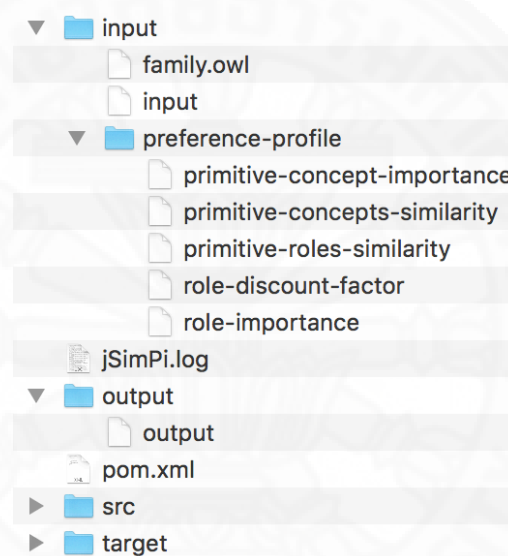 input
family.owl
input
preference-profile
primitive-concept-importance
primitive-concepts-similarity
primitive-roles-similarity
role-discount-factor
role-importance
jSimPi.log
output
output
pom.xml
src
target